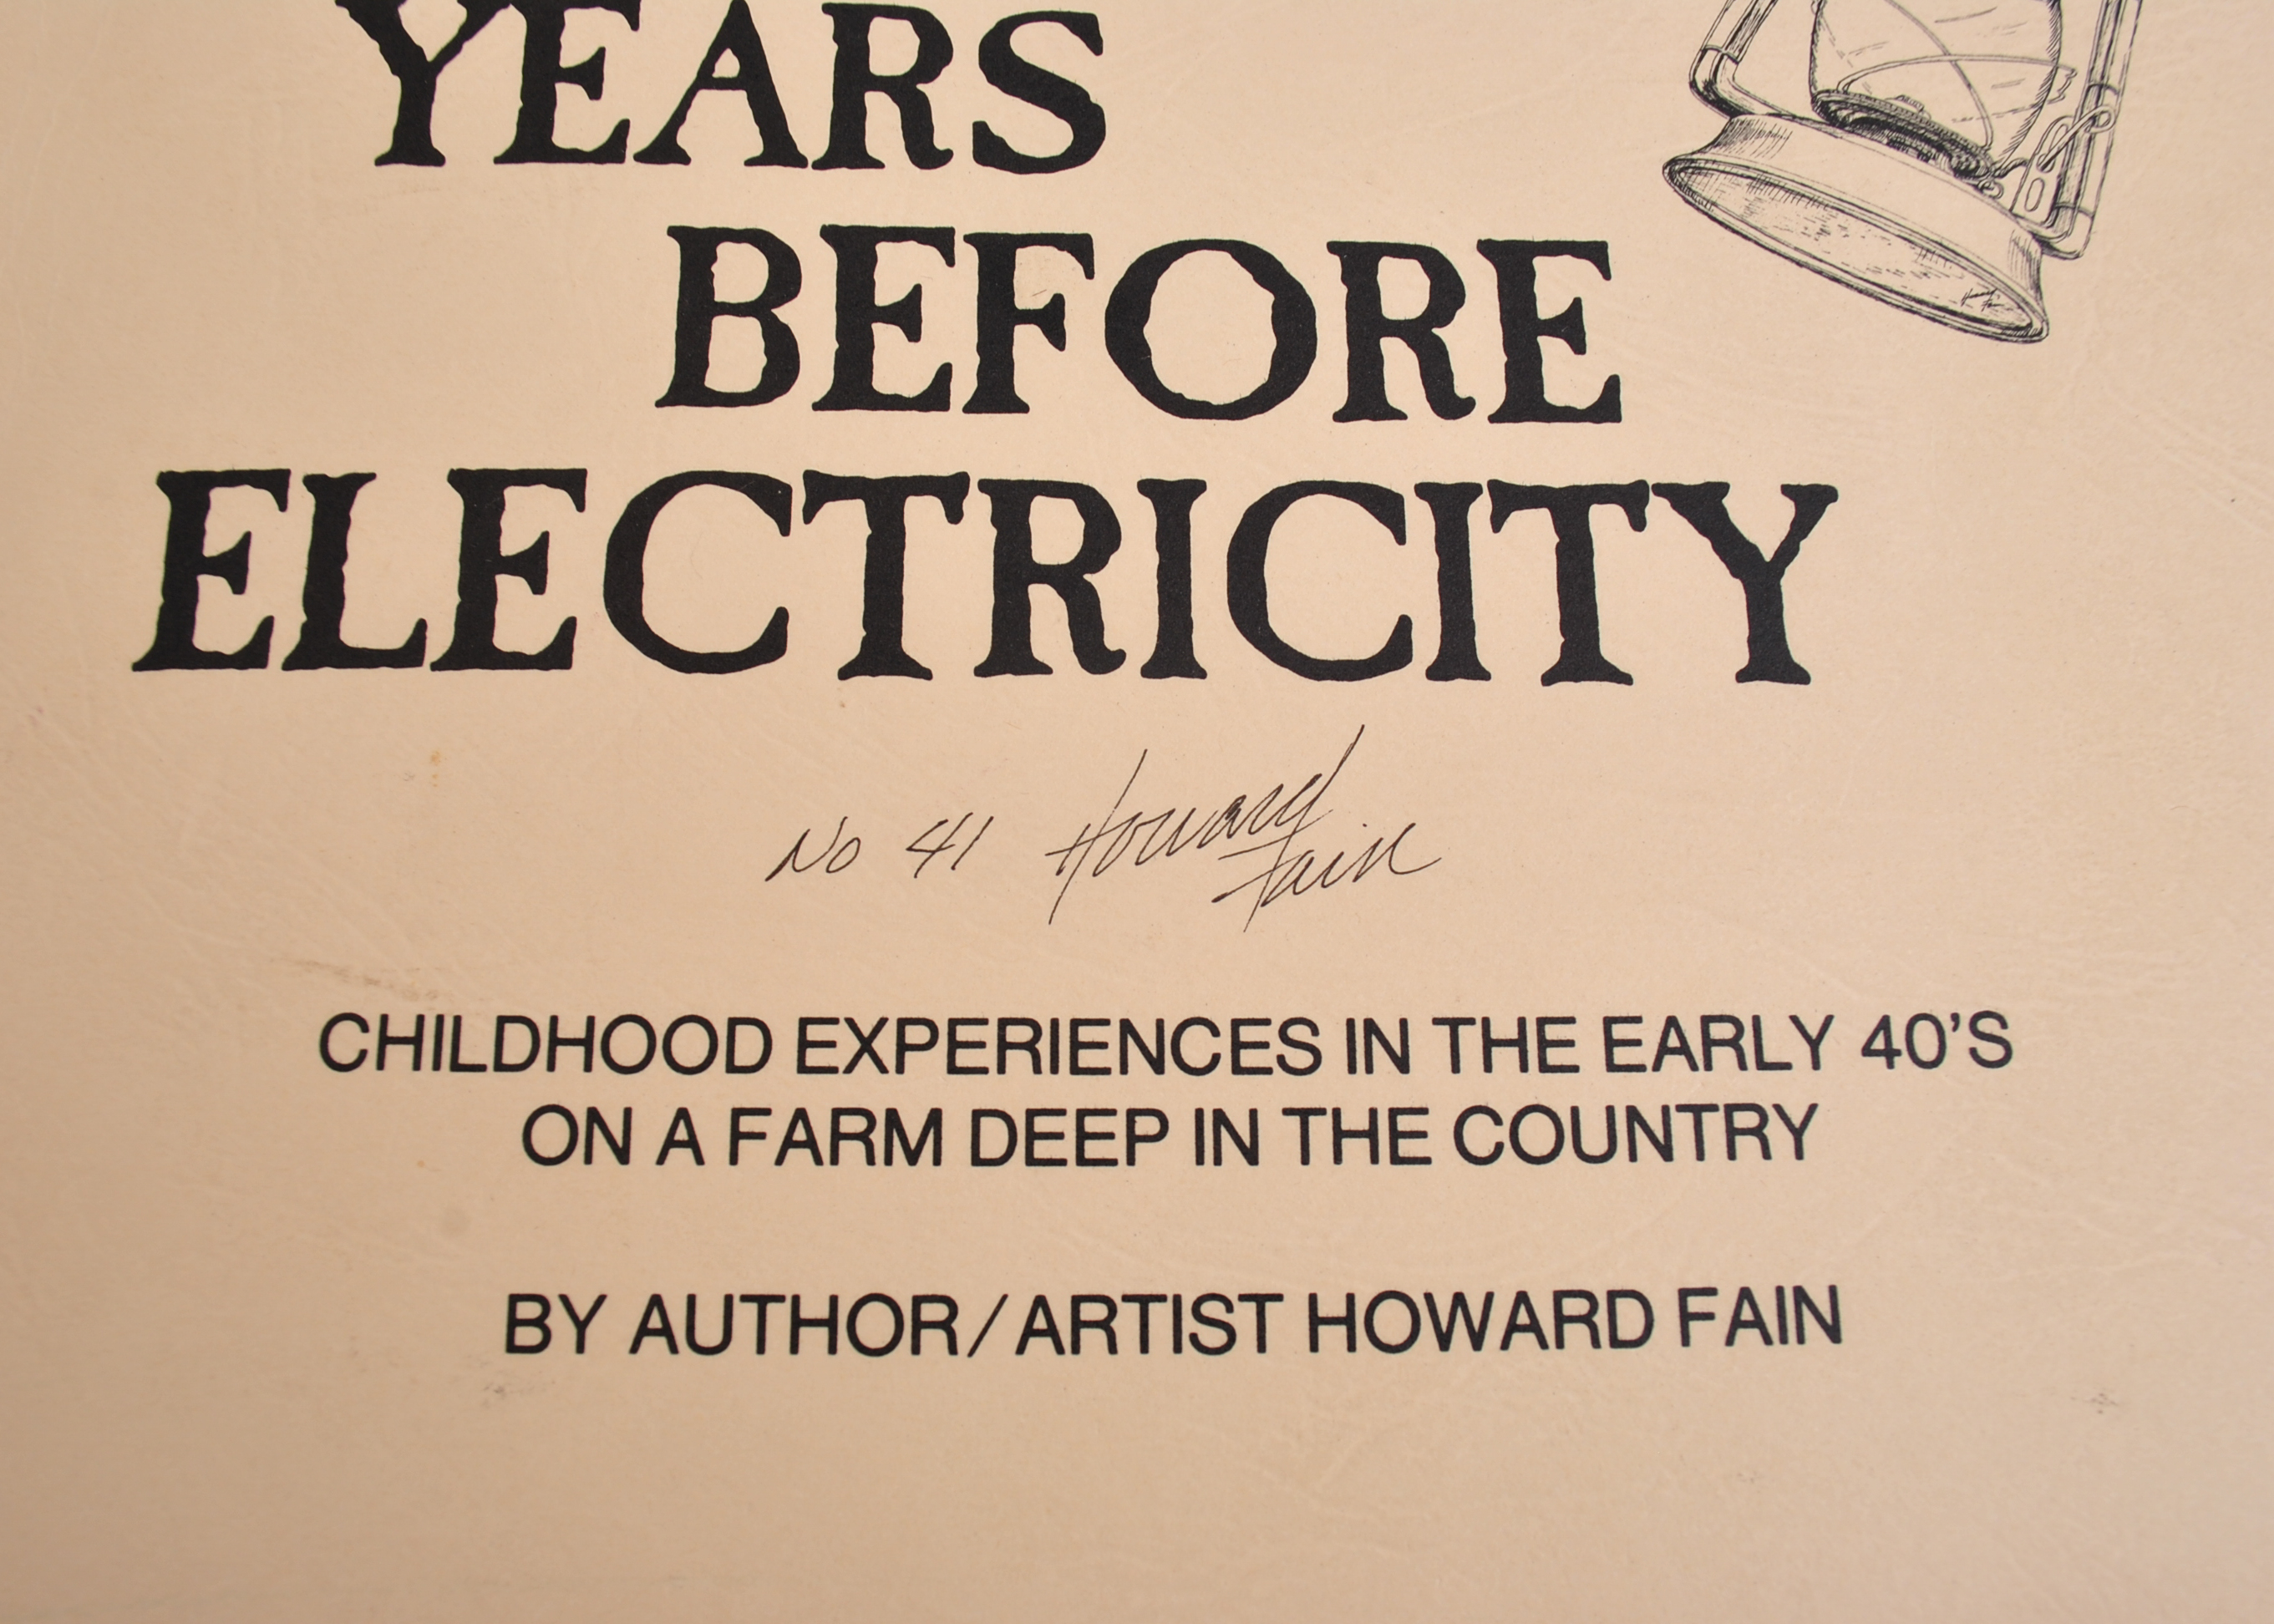 YEARS
BEFORE
ELECTRICITY
No 41 Howard
Fain
CHILDHOOD EXPERIENCES IN THE EARLY 40'S
ON A FARM DEEP IN THE COUNTRY
BY AUTHOR/ARTIST HOWARD FAIN